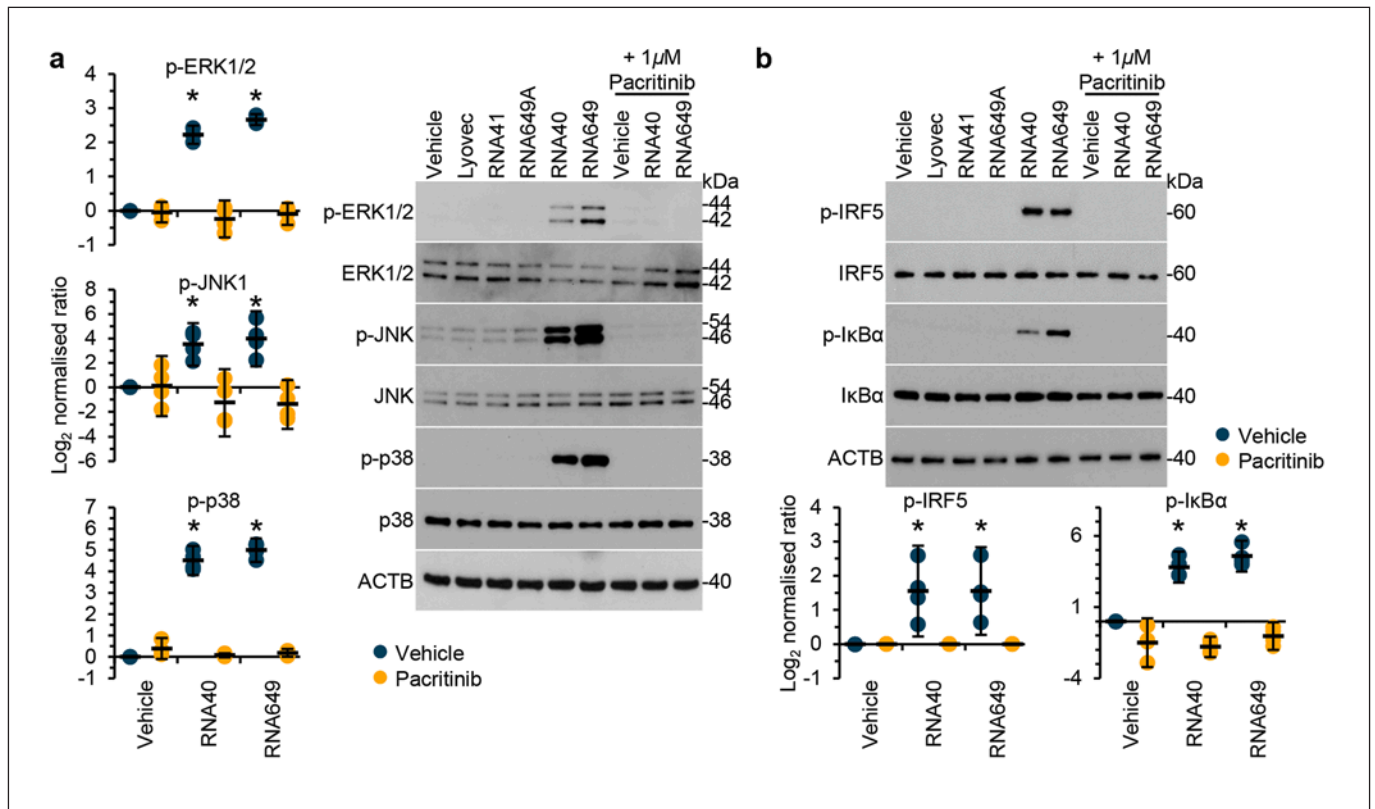 a
p-ERK1/2
4
3
2
1
0
-1
p-JNK1
8
6
4
2
0
-2
-4
-6
p-p38
7
6
5
4
3
2
1
0
-1
Log2 normalised ratio
Vehicle
RNA40
RNA649
* *
* *
* *
+ 1µM
Pacritinib
Vehicle
Lyovec
RNA41
RNA649A
RNA40
RNA649
Vehicle
RNA40
RNA649
kDa
p-ERK1/2
-44
-42
ERK1/2
-44
-42
p-JNK
-54
-46
JNK
-54
-46
p-p38
-38
p38
-38
ACTB
-40
Vehicle
Pacritinib
b
+ 1µM
Pacritinib
Vehicle
Lyovec
RNA41
RNA649A
RNA40
RNA649
Vehicle
RNA40
RNA649
kDa
p-IRF5
-60
IRF5
-60
p-IκBα
-40
IκBα
-40
ACTB
-40
Vehicle
Pacritinib
p-IRF5
4
3
2
1
0
-1
Log2 normalised ratio
* *
Vehicle
RNA40
RNA649
p-IκBα
6
1
-4
* *
Vehicle
RNA40
RNA649